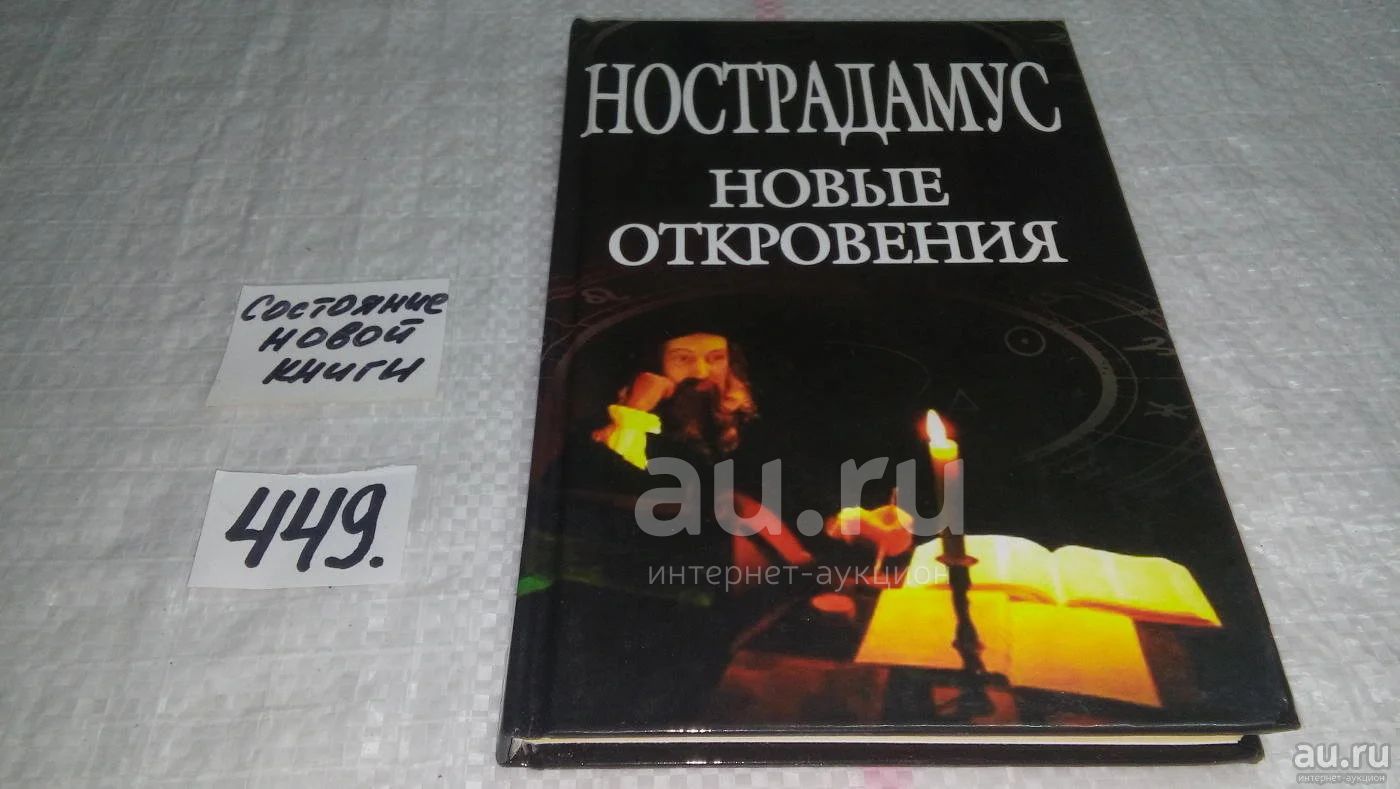 НОСТРАДАМУС
НОВЫЕ
ОТКРОВЕНИЯ
Состояние
новой
книги
449.
au.ru
интернет-аукцион
au.ru
интернет-аукцион